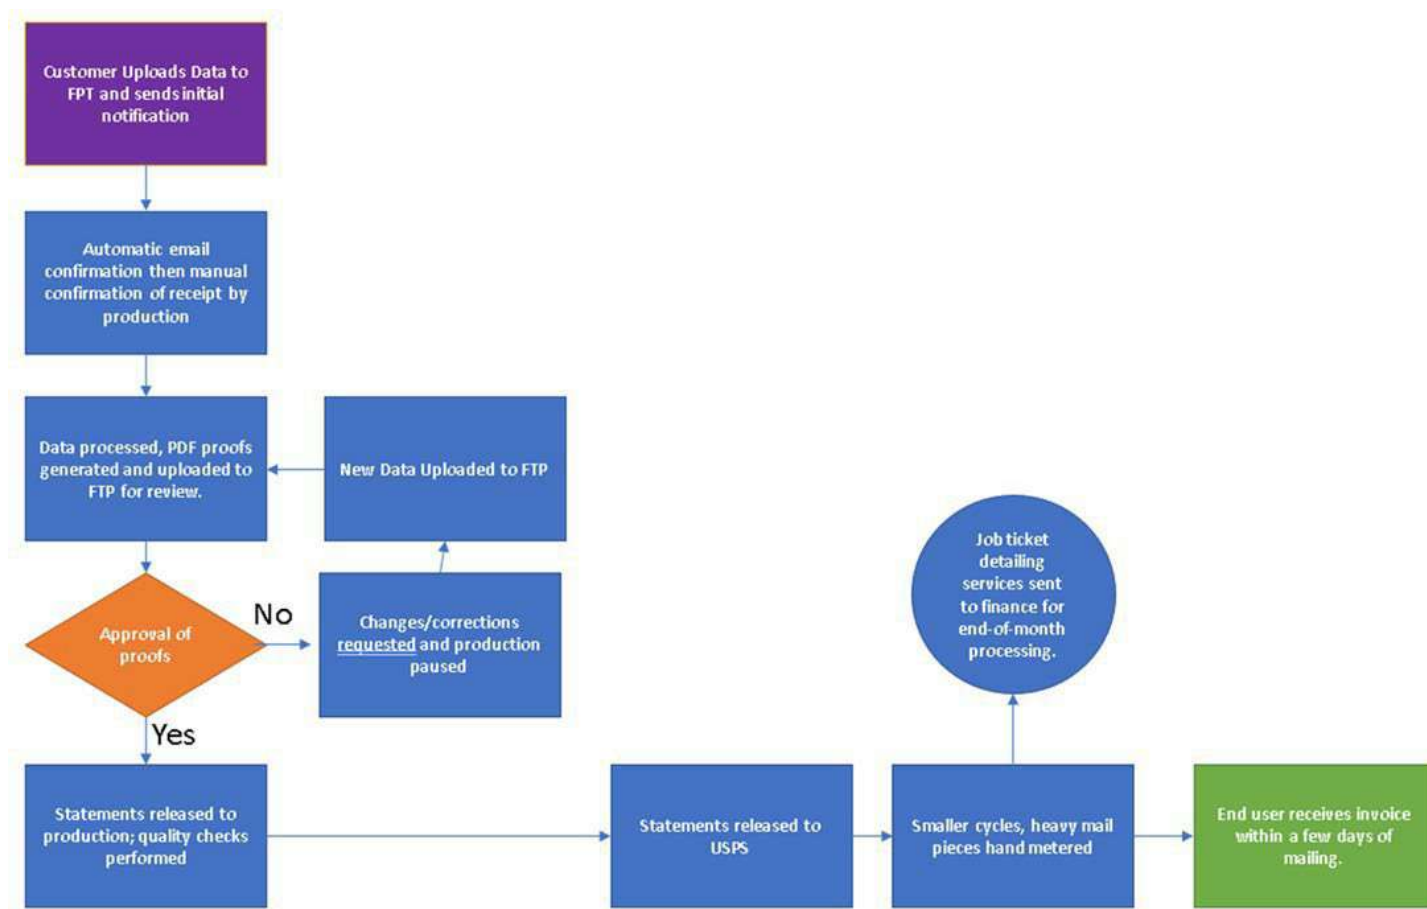 Customer Uploads Data to
FPT and sends initial
notification
Automatic email
confirmation then manual
confirmation of receipt by
production
Data processed, PDF proofs
generated and uploaded to
FTP for review.
New Data Uploaded to FTP
Approval of
proofs
No
Changes/corrections
requested and production
paused
Yes
Statements released to
production; quality checks
performed
Statements released to
USPS
Smaller cycles, heavy mail
pieces hand metered
Job ticket
detailing
services sent
to finance for
end-of-month
processing.
End user receives invoice
within a few days of
mailing.